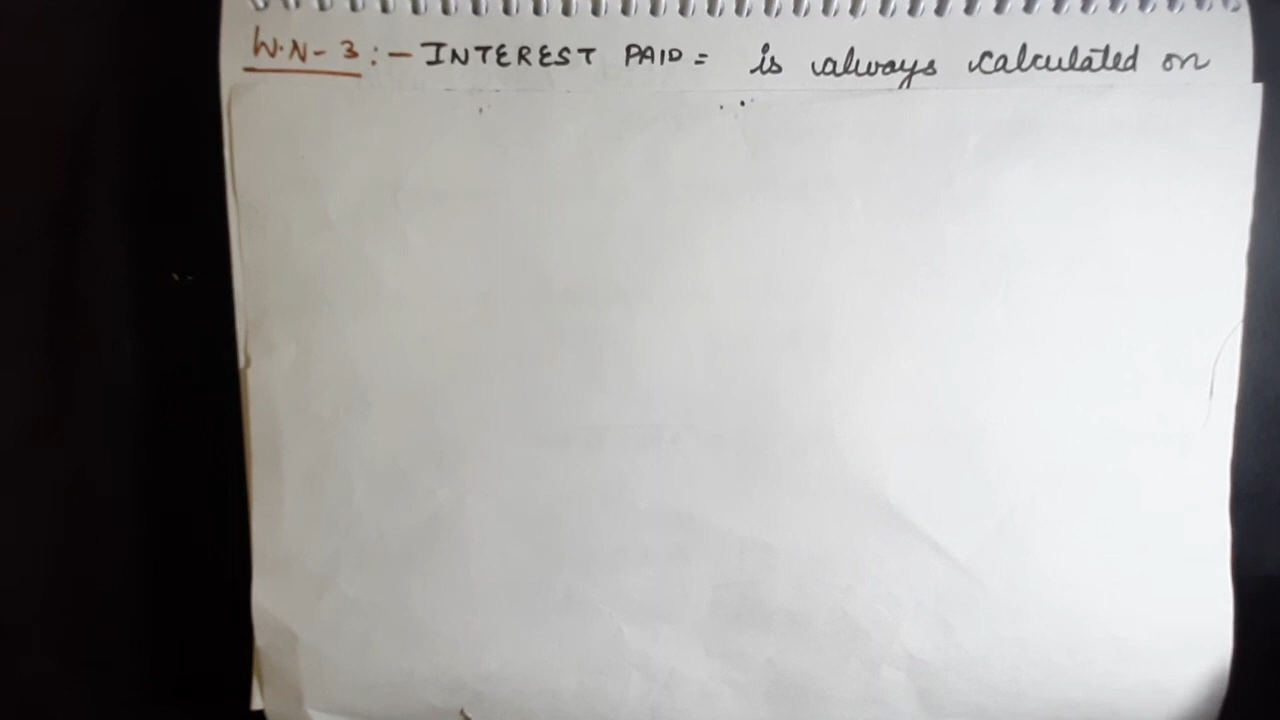 W.N-3:- INTEREST PAID = is always calculated on